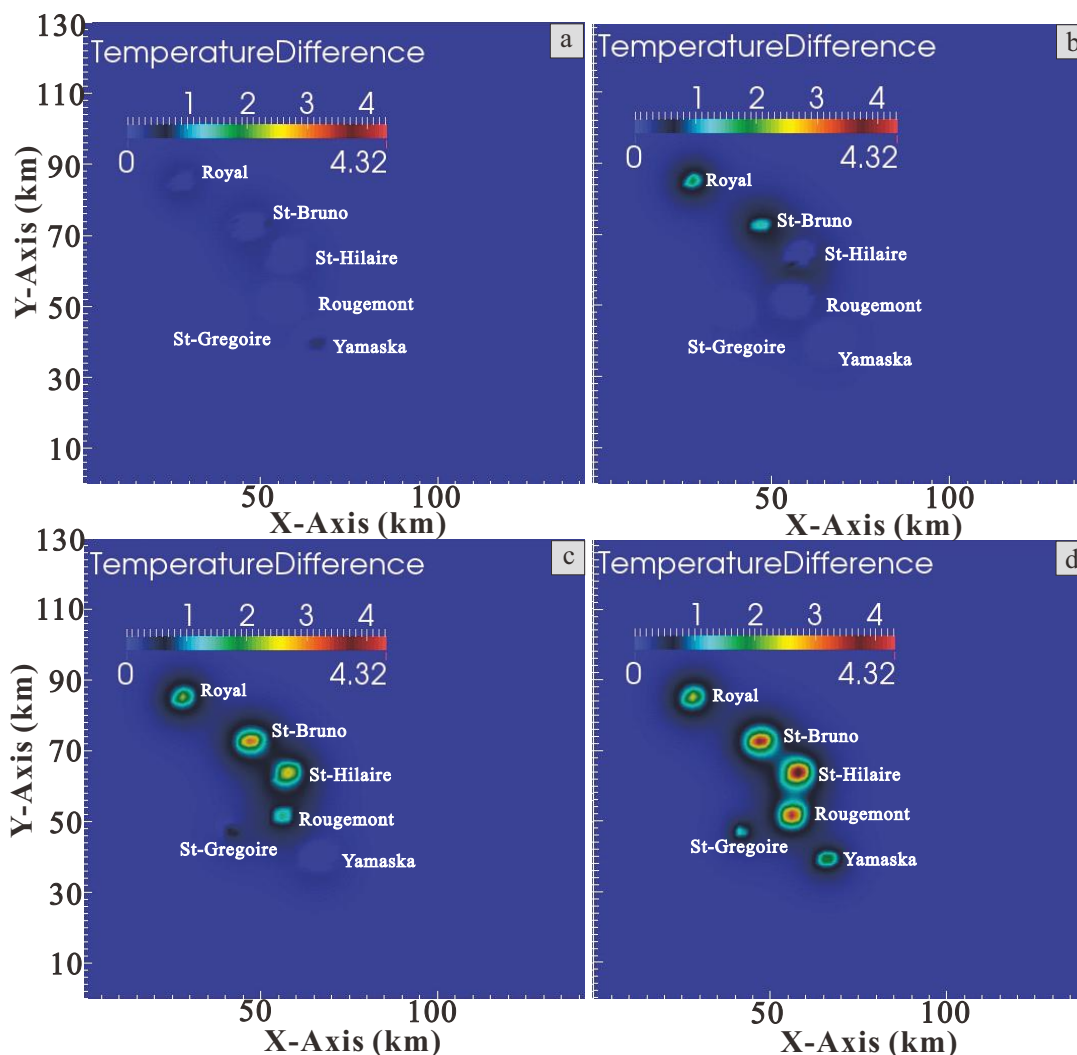 130
a
TemperatureDifference
1 2 3 4
0 4.32
110
90
70
50
30
10
Y-Axis (km)
Royal
St-Bruno
St-Hilaire
Rougemont
St-Gregoire
Yamaska
50 100
X-Axis (km)
b
TemperatureDifference
1 2 3 4
0 4.32
Royal
St-Bruno
St-Hilaire
Rougemont
St-Gregoire
Yamaska
50 100
X-Axis (km)
130
c
TemperatureDifference
1 2 3 4
0 4.32
110
90
70
50
30
10
Y-Axis (km)
Royal
St-Bruno
St-Hilaire
Rougemont
St-Gregoire
Yamaska
50 100
X-Axis (km)
d
TemperatureDifference
1 2 3 4
0 4.32
Royal
St-Bruno
St-Hilaire
Rougemont
St-Gregoire
Yamaska
50 100
X-Axis (km)